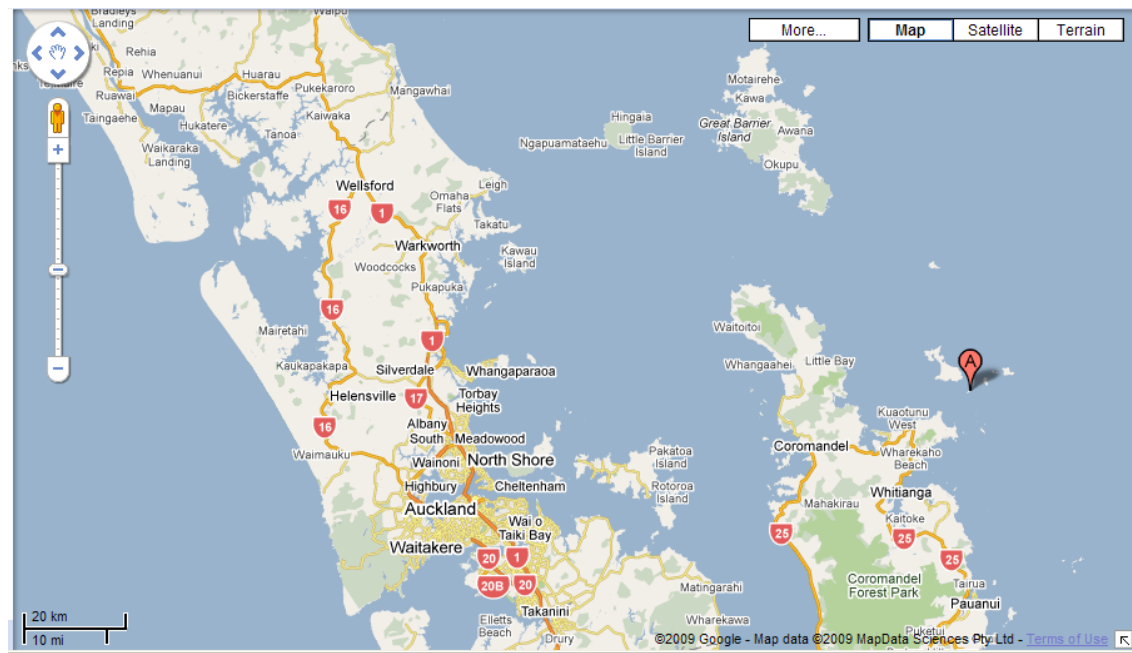 Bradleys
Landing
Waipu
More...
Map
Satellite
Terrain
Rehia
Repia
Whenuanui
Huarau
Pukekaroro
Mangawhai
Ruawai
Bickerstaffe
Mapau
Kaiwaka
Taingaehe
Hukatere
Tanoa
Waikaraka
Landing
Motairehe
Kawa
Great Barrier
Island
Awana
Okupu
Hingaia
Ngapuamataehu
Little Barrier
Island
Wellsford
Leigh
Omaha
Flats
16
1
Takatu
Warkworth
Kawau
Island
Woodcocks
Pukapuka
16
Mairetahi
1
Waitoitoi
Kaukapakapa
Silverdale
Whangaparaoa
Whangaahei
Little Bay
A
Helensville
17
Torbay
Heights
16
Albany
South
Meadowood
Kuaotunu
West
Waimauku
Wainoni
North Shore
Pakatoa
Island
Coromandel
Wharekaho
Beach
Highbury
Cheltenham
Rotoroa
Island
Whitianga
Auckland
Mahakirau
Kaitoke
Wai o
Taiki Bay
Waitakere
25
25
25
20
1
20B
20
Matingarahi
Coromandel
Forest Park
Tairua
Pauanui
Takanini
Wharekawa
Elletts
Beach
Drury
Puketui
20 km
10 mi
©2009 Google - Map data ©2009 MapData Sciences Pty Ltd - Terms of Use